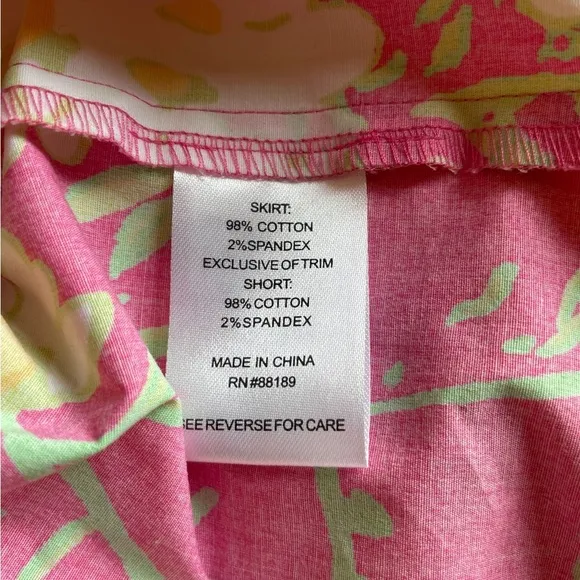 SKIRT:
98% COTTON
2%SPANDEX
EXCLUSIVE OF TRIM
SHORT:
98% COTTON
2%SPANDEX
MADE IN CHINA
RN#88189
SEE REVERSE FOR CARE